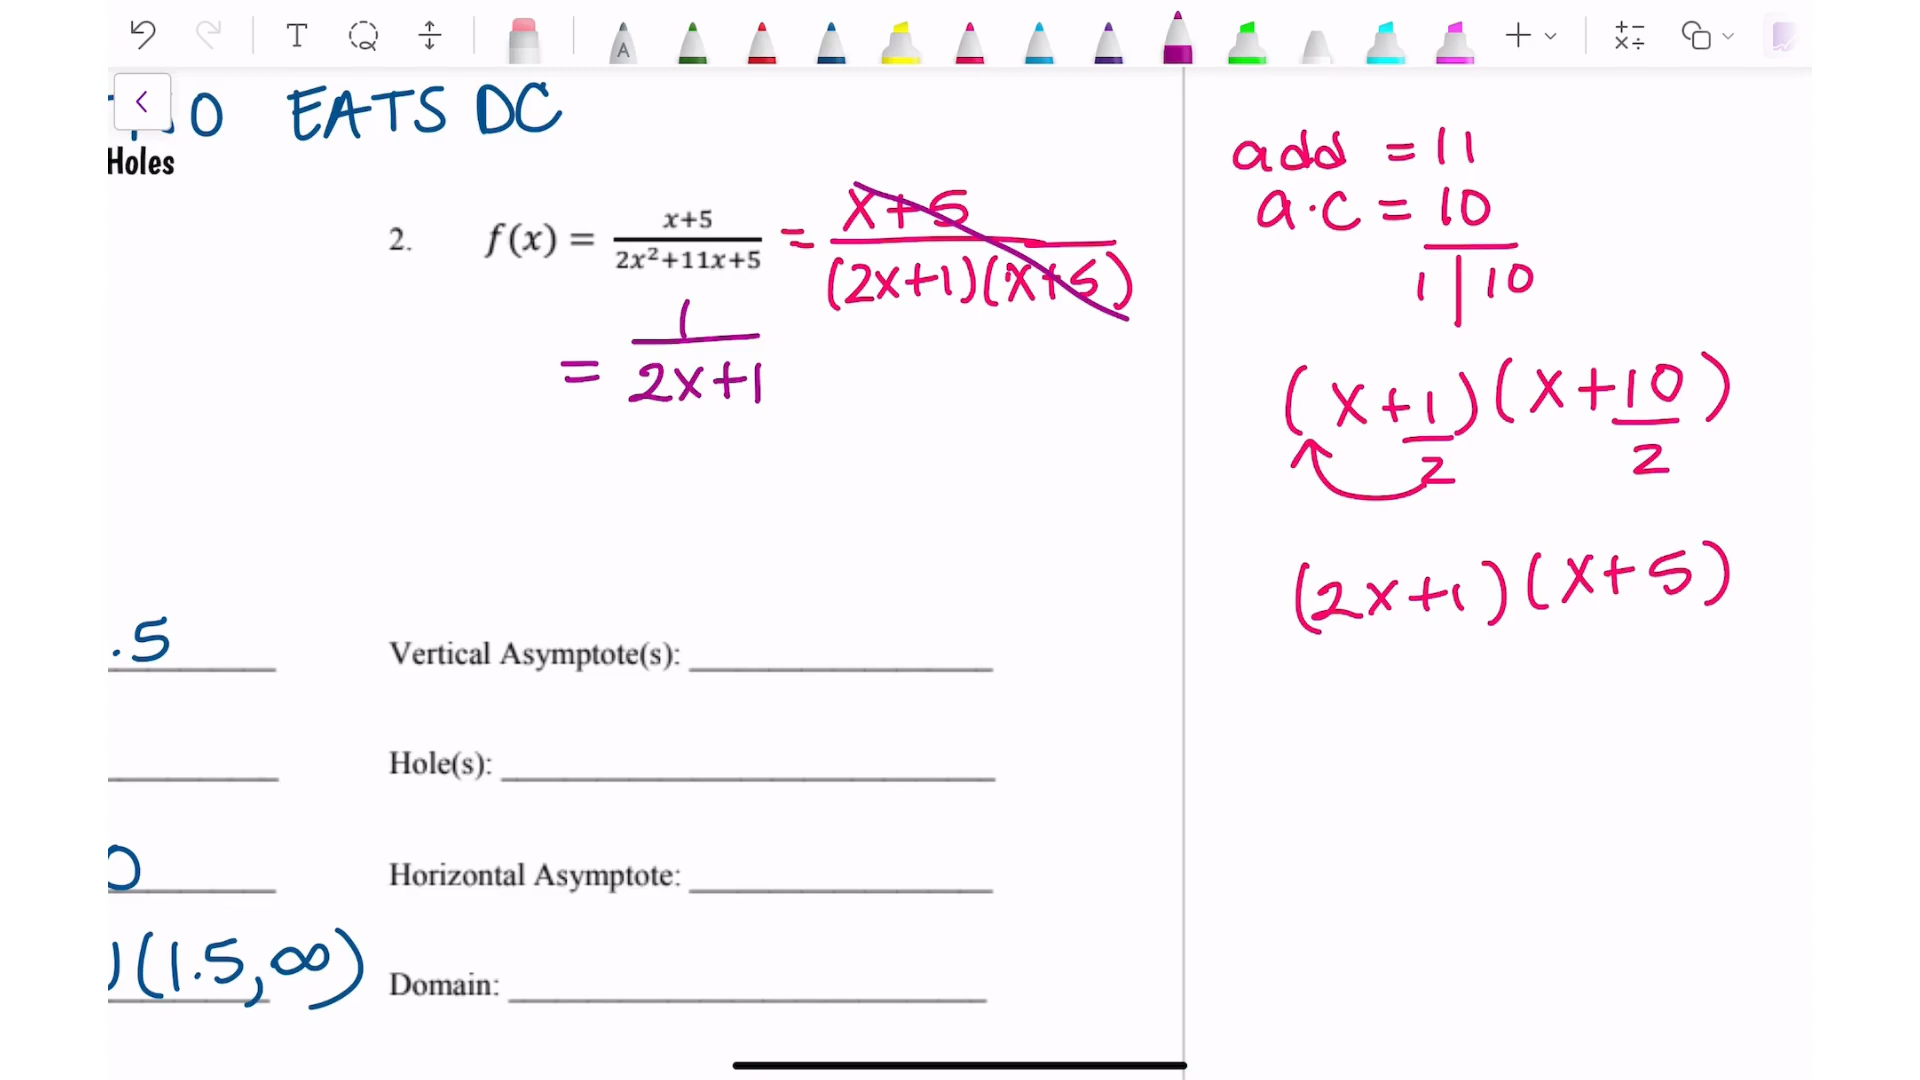 EATS DC
Holes
2. f(x) = x+5 / 2x²+11x+5 = x+5 / (2x+1)(x+5)
= 1 / 2x+1
.5
Vertical Asymptote(s):
Hole(s):
0
Horizontal Asymptote:
(1.5,∞)
Domain:
add = 11
a·c = 10
1 | 10
(x+1/2)(x+10/2)
(2x+1)(x+5)